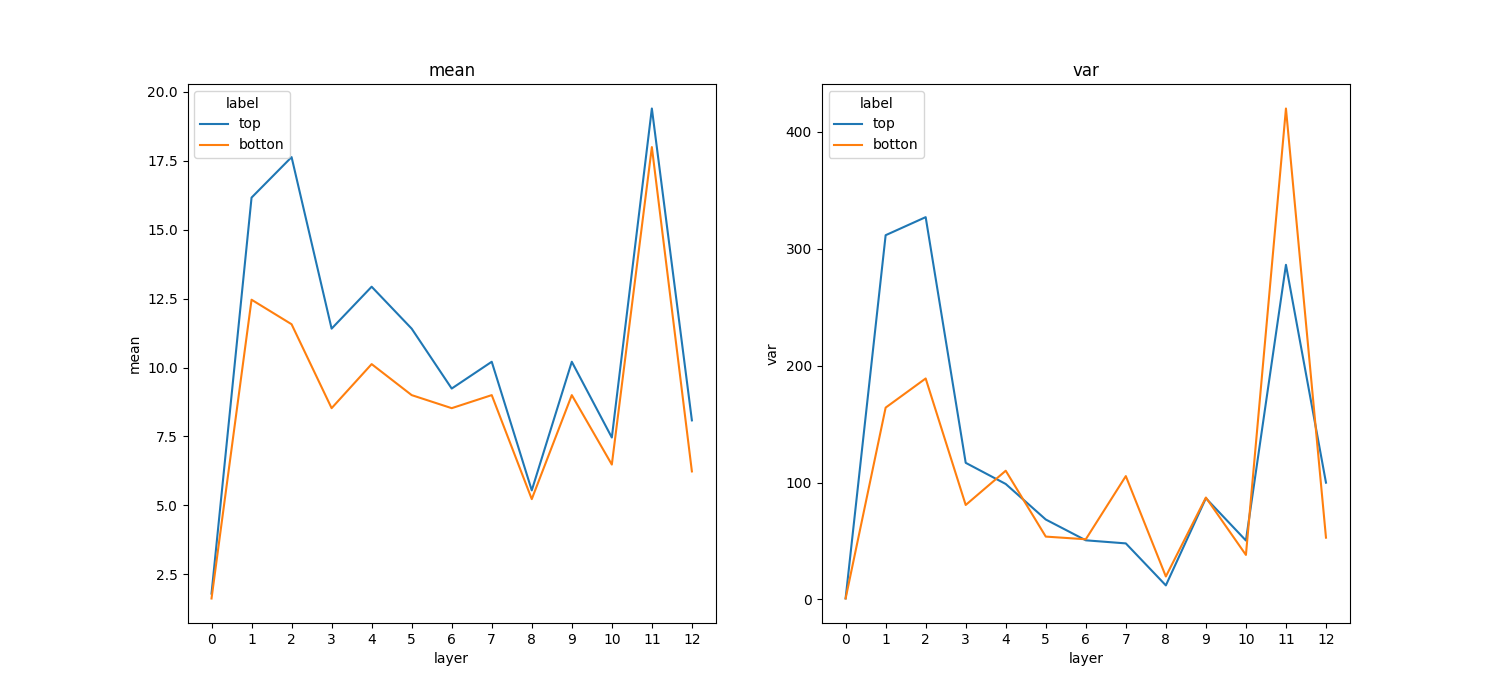 mean
label
top
botton
20.0
17.5
15.0
12.5
10.0
7.5
5.0
2.5
mean
0 1 2 3 4 5 6 7 8 9 10 11 12
layer
var
label
top
botton
400
300
200
100
0
var
0 1 2 3 4 5 6 7 8 9 10 11 12
layer